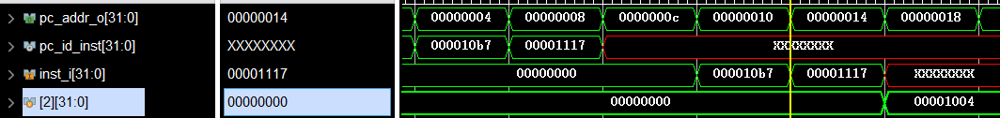 pc_addr_o[31:0] 00000014 00000004 00000008 0000000c 00000010 00000014 00000018
pc_id_inst[31:0] XXXXXXXX 000010b7 00001117 XXXXXXXX
inst_i[31:0] 00001117 00000000 000010b7 00001117 XXXXXXXX
[2][31:0] 00000000 00000000 00001004